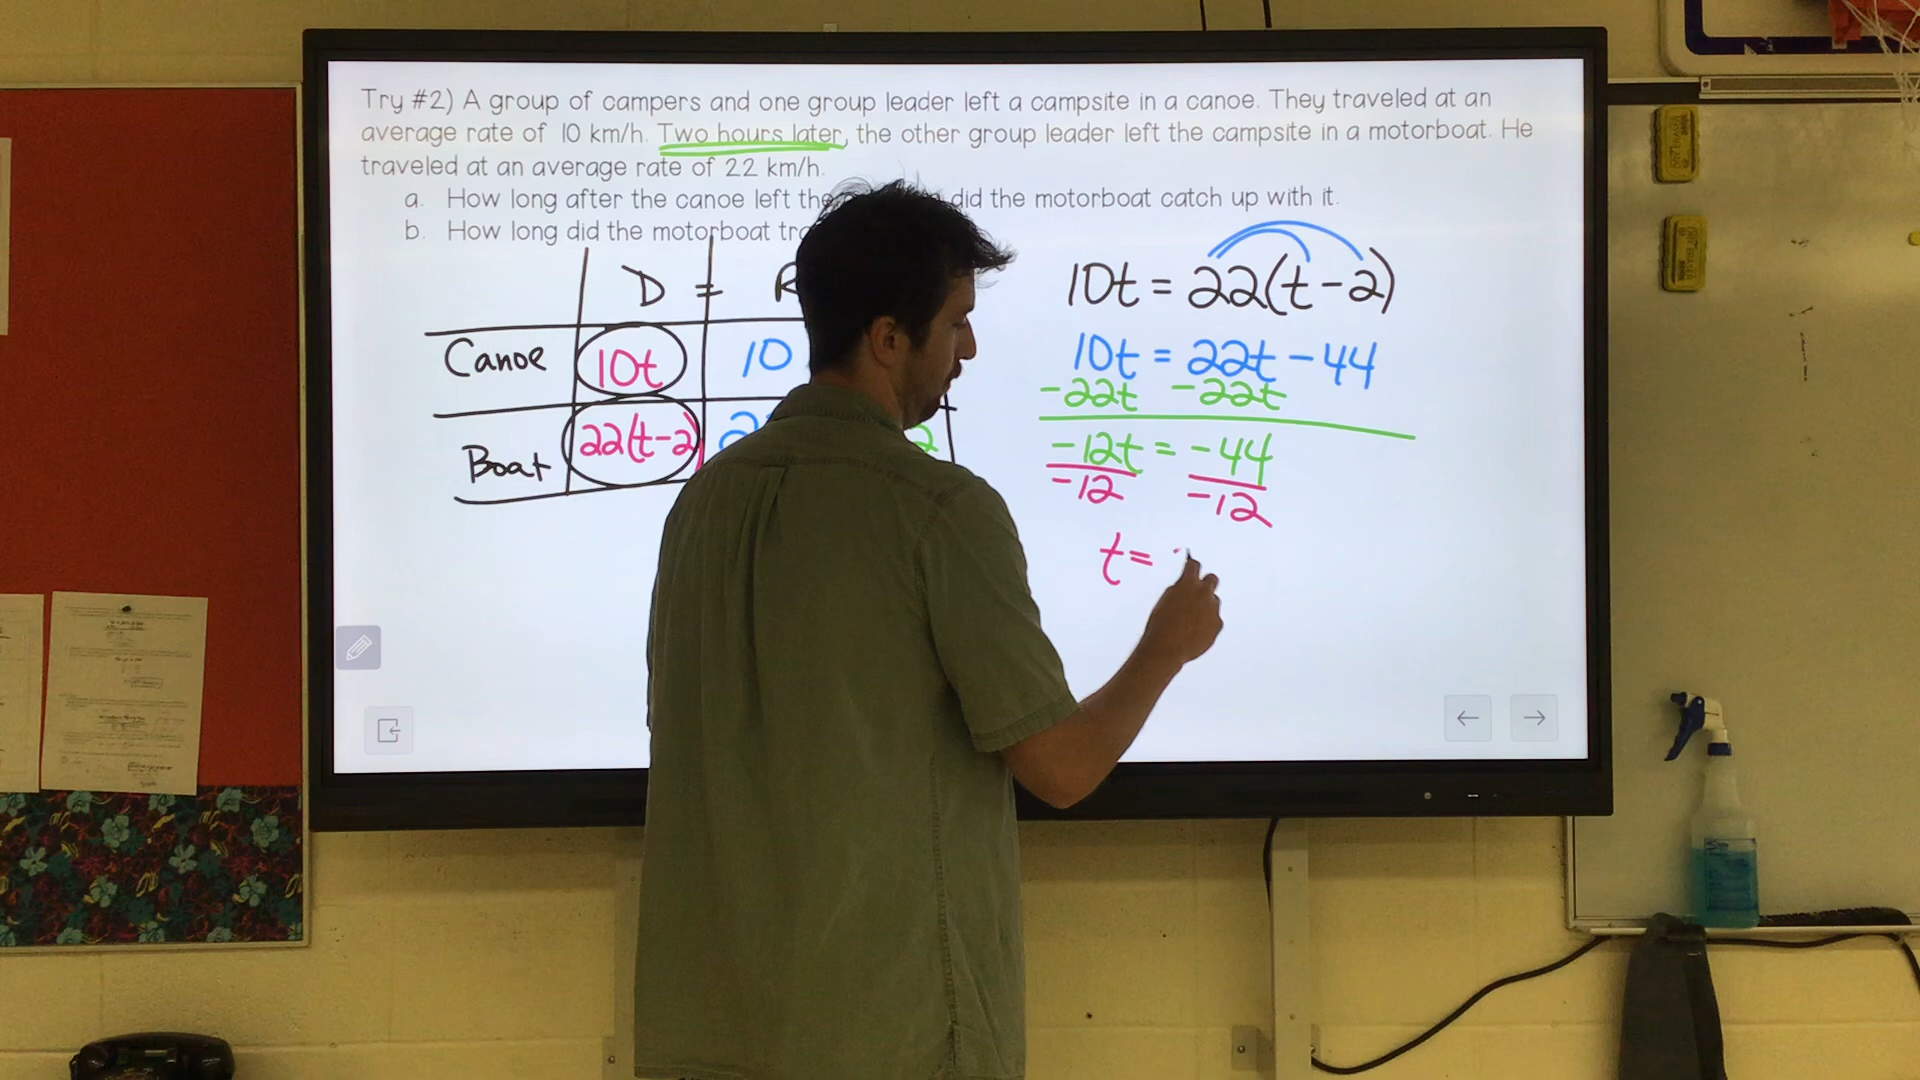 Try #2) A group of campers and one group leader left a campsite in a canoe. They traveled at an
average rate of 10 km/h. Two hours later, the other group leader left the campsite in a motorboat. He
traveled at an average rate of 22 km/h.
a. How long after the canoe left the did the motorboat catch up with it.
b. How long did the motorboat
D = R
Canoe 10t 10
Boat 22(t-2) 2
10t = 22(t-2)
10t = 22t - 44
-22t -22t
-12t = -44
-12 -12
t=